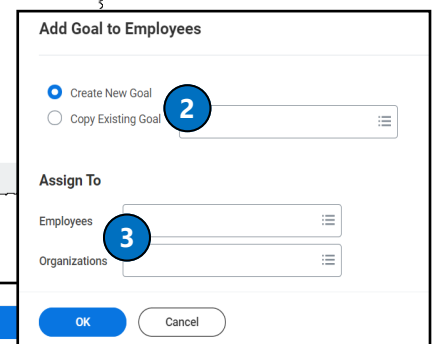 Add Goal to Employees
Create New Goal
Copy Existing Goal
2
Assign To
Employees
3
Organizations
OK Cancel